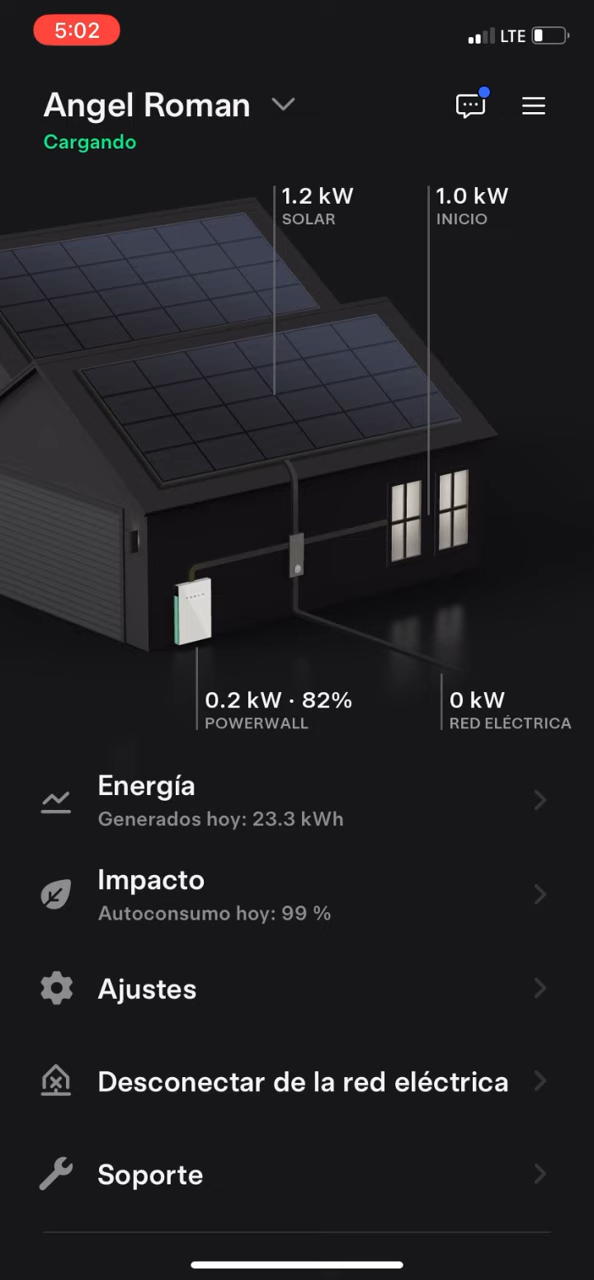 5:02
LTE
Angel Roman
Cargando
1.2 kW
SOLAR
1.0 kW
INICIO
TESLA
0.2 kW · 82%
POWERWALL
0 kW
RED ELÉCTRICA
Energía
Generados hoy: 23.3 kWh
Impacto
Autoconsumo hoy: 99 %
Ajustes
Desconectar de la red eléctrica
Soporte